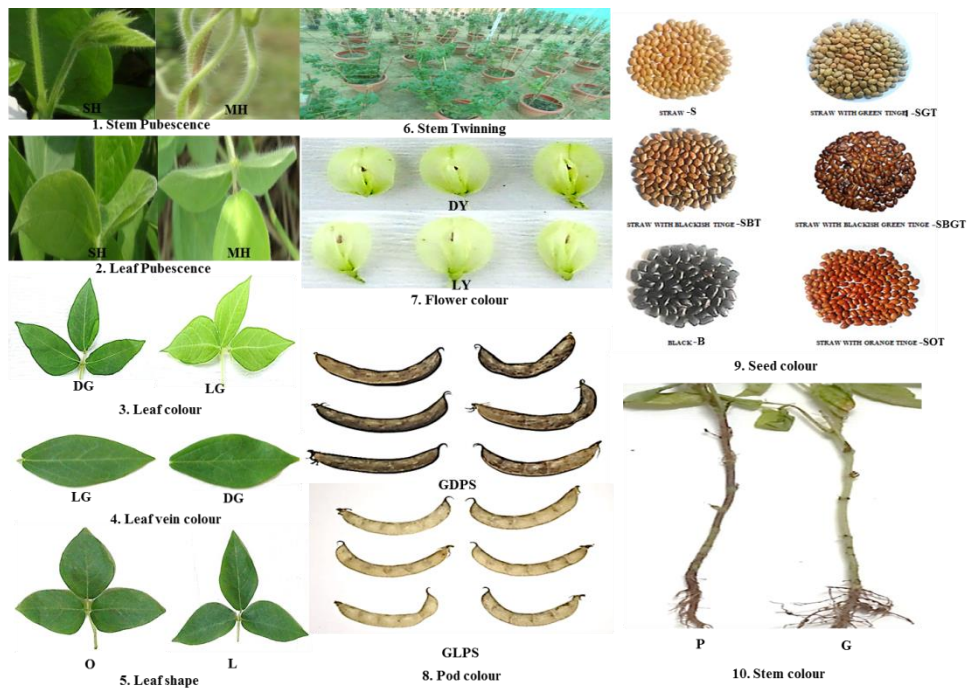 SH
MH
1. Stem Pubescence
SH
MH
2. Leaf Pubescence
DG
LG
3. Leaf colour
LG
DG
4. Leaf vein colour
O
L
5. Leaf shape
6. Stem Twinning
DY
LY
7. Flower colour
GDPS
GLPS
8. Pod colour
STRAW -S
STRAW WITH GREEN TINGE -SGT
STRAW WITH BLACKISH TINGE -SBT
STRAW WITH BLACKISH GREEN TINGE -SBGT
BLACK -B
STRAW WITH ORANGE TINGE -SOT
9. Seed colour
P
G
10. Stem colour